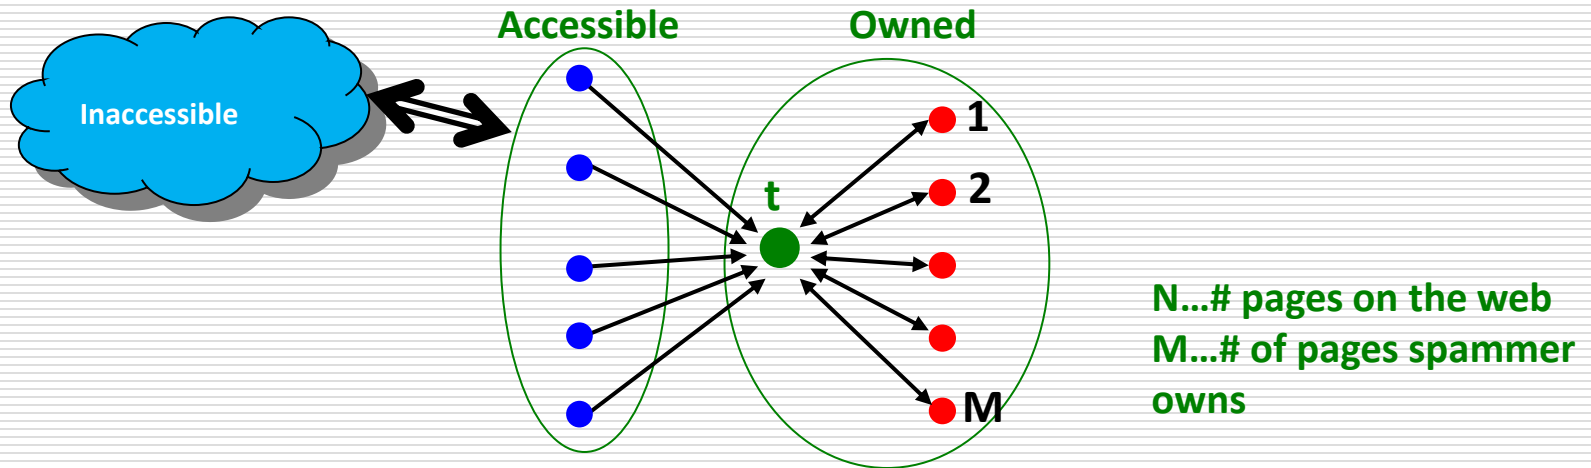 Accessible
Owned
Inaccessible
1
2
t
M
N...# pages on the web
M...# of pages spammer
owns